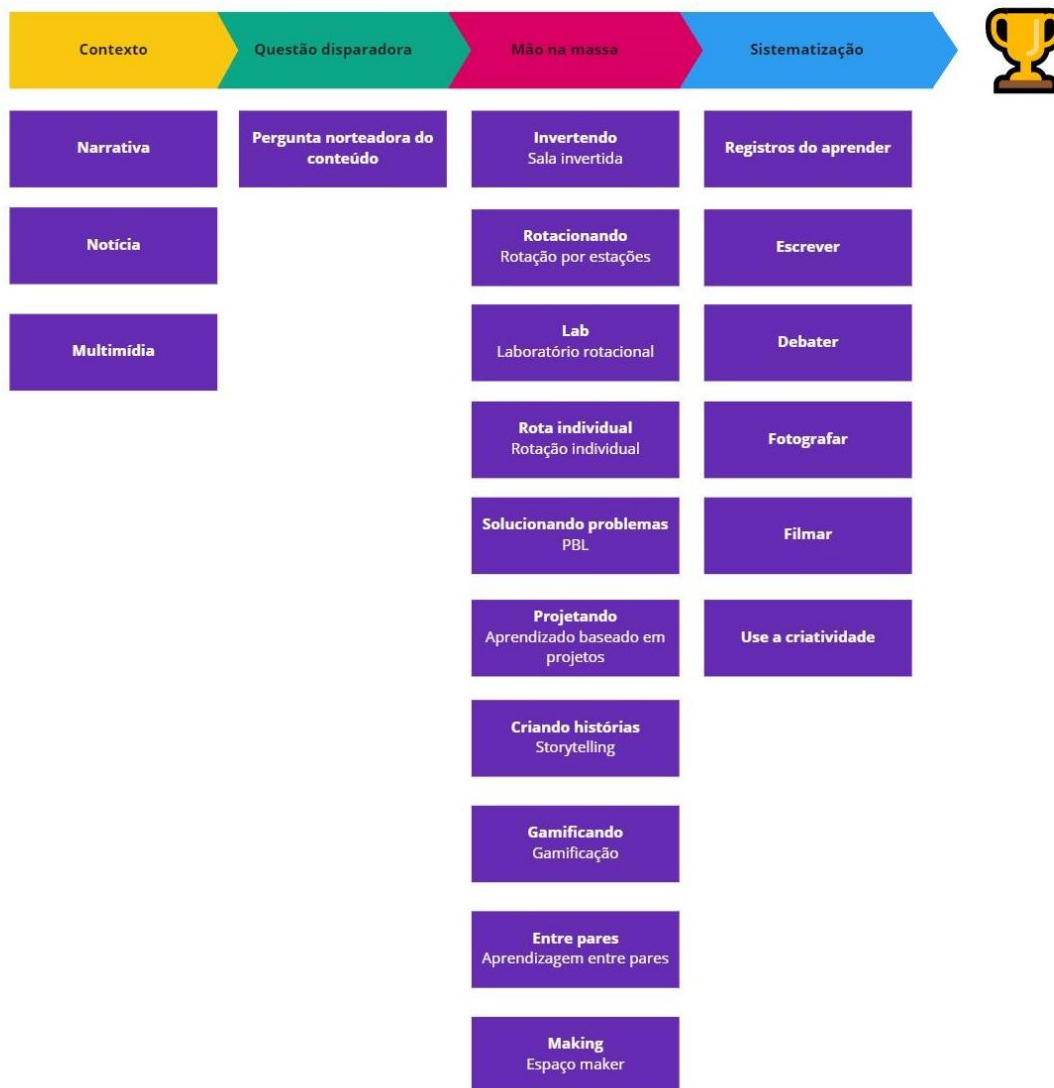 Contexto
Questão disparadora
Mão na massa
Sistematização
Narrativa
Notícia
Multimídia
Pergunta norteadora do
conteúdo
Invertendo
Sala invertida
Rotacionando
Rotação por estações
Lab
Laboratório rotacional
Rota individual
Rotação individual
Solucionando problemas
PBL
Projetando
Aprendizado baseado em
projetos
Criando histórias
Storytelling
Gamificando
Gamificação
Entre pares
Aprendizagem entre pares
Making
Espaço maker
Registros do aprender
Escrever
Debater
Fotografar
Filmar
Use a criatividade